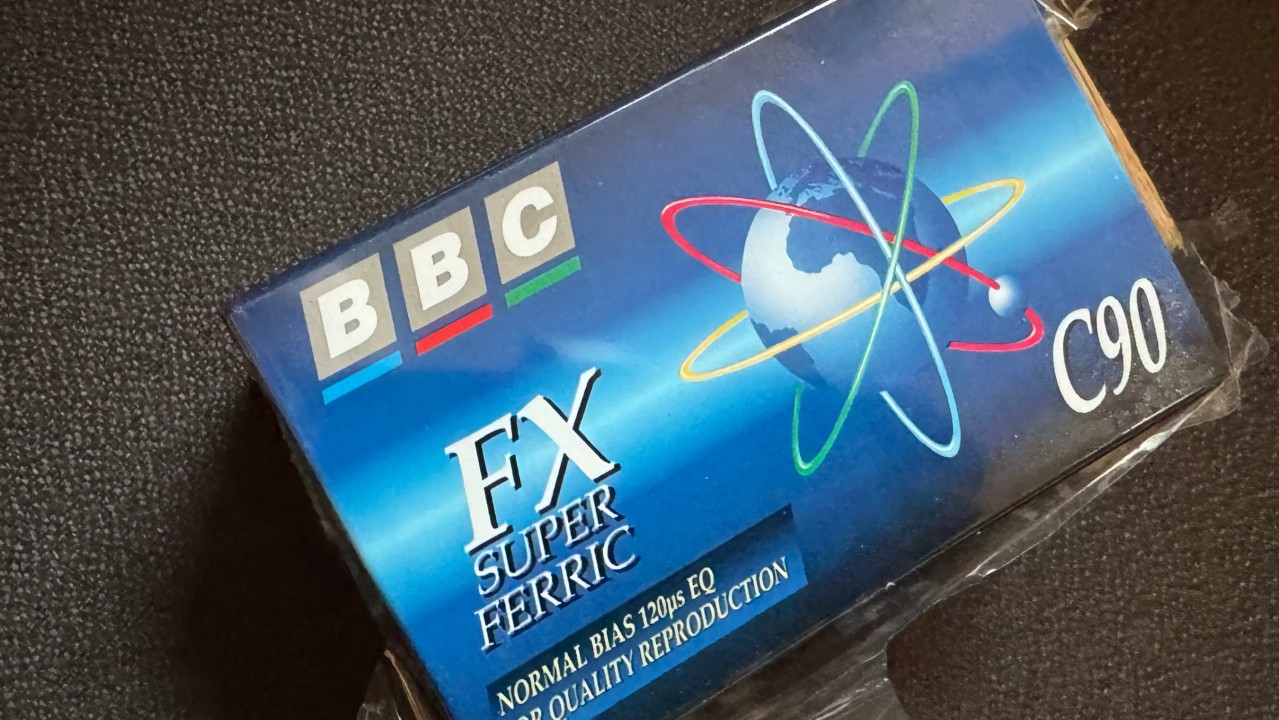 BBC
FX
SUPER
FERRIC
C90
NORMAL BIAS 120µs EQ
QUALITY REPRODUCTION